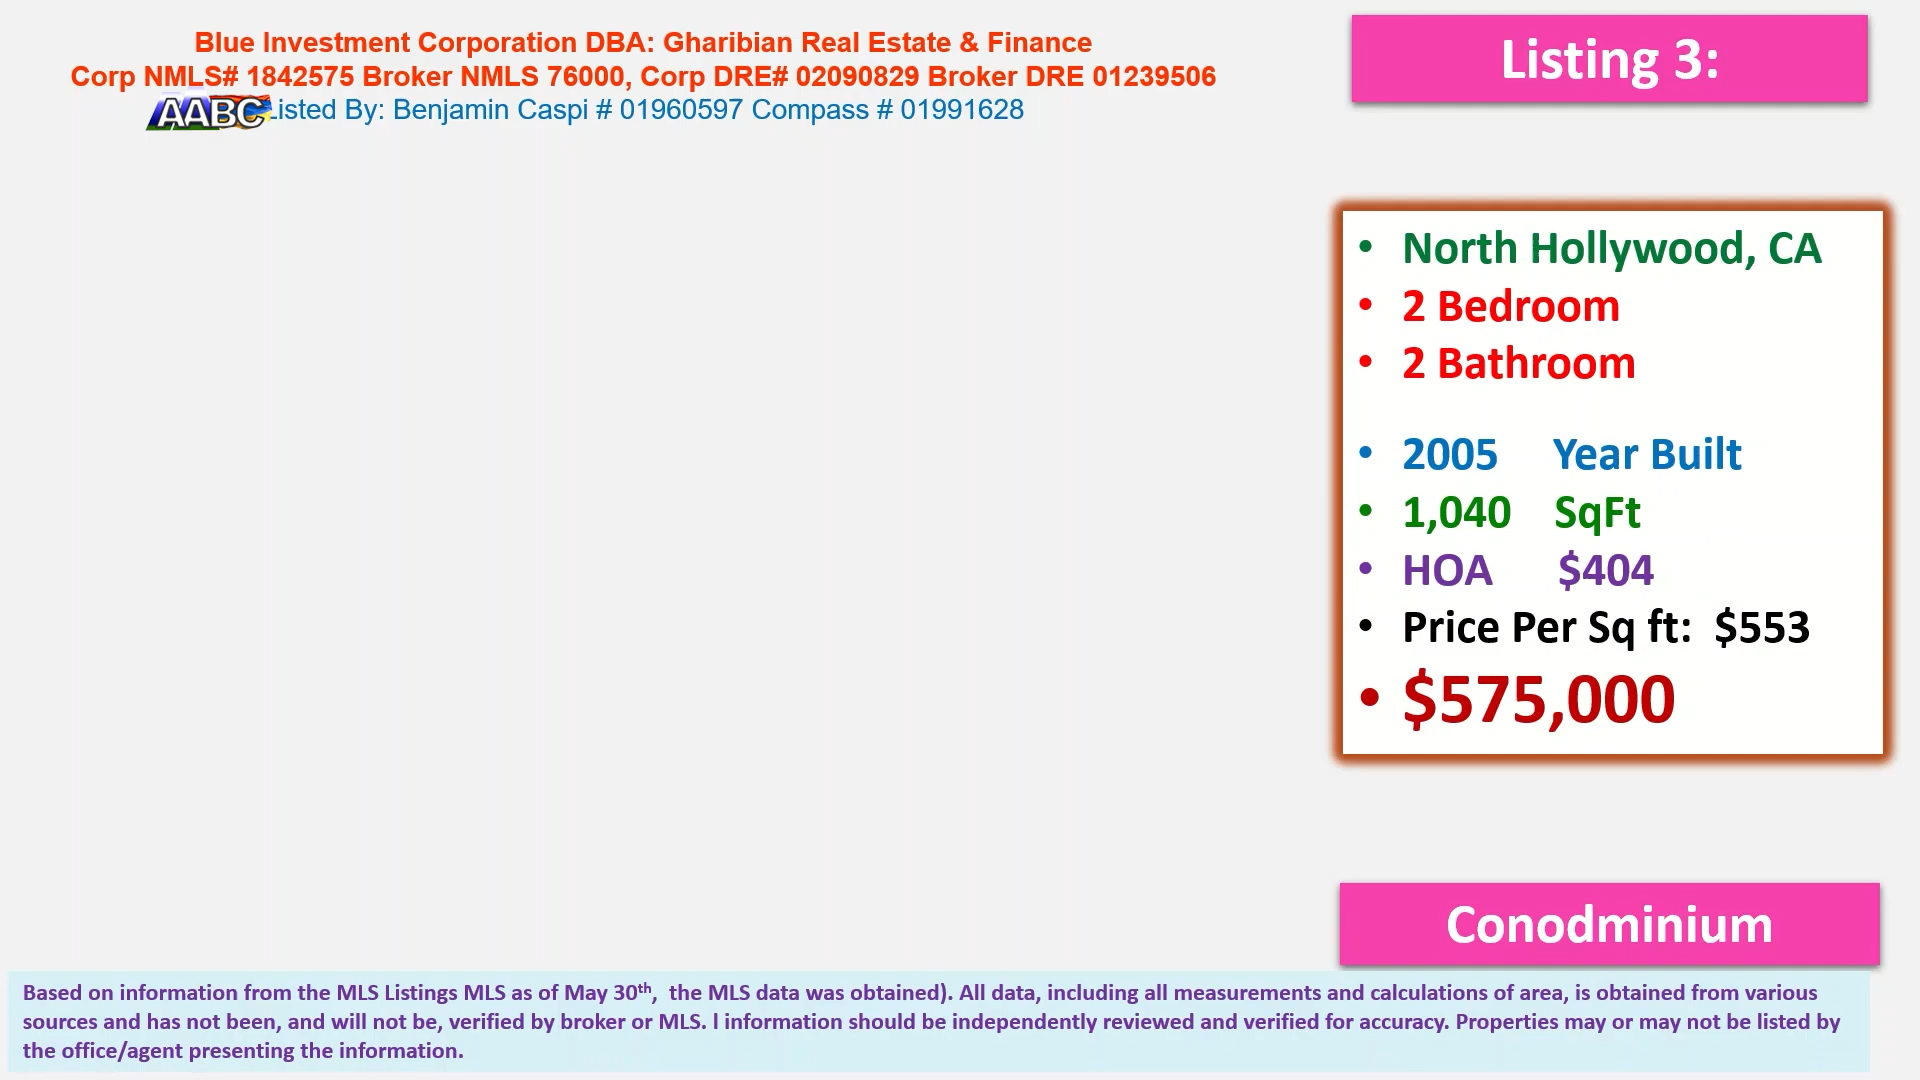 Blue Investment Corporation DBA: Gharibian Real Estate & Finance
Corp NMLS# 1842575 Broker NMLS 76000, Corp DRE# 02090829 Broker DRE 01239506
AABC isted By: Benjamin Caspi # 01960597 Compass # 01991628
Listing 3:
• North Hollywood, CA
• 2 Bedroom
• 2 Bathroom
• 2005 Year Built
• 1,040 SqFt
• HOA $404
• Price Per Sq ft: $553
• $575,000
Conodminium
Based on information from the MLS Listings MLS as of May 30th, the MLS data was obtained). All data, including all measurements and calculations of area, is obtained from various
sources and has not been, and will not be, verified by broker or MLS. l information should be independently reviewed and verified for accuracy. Properties may or may not be listed by
the office/agent presenting the information.